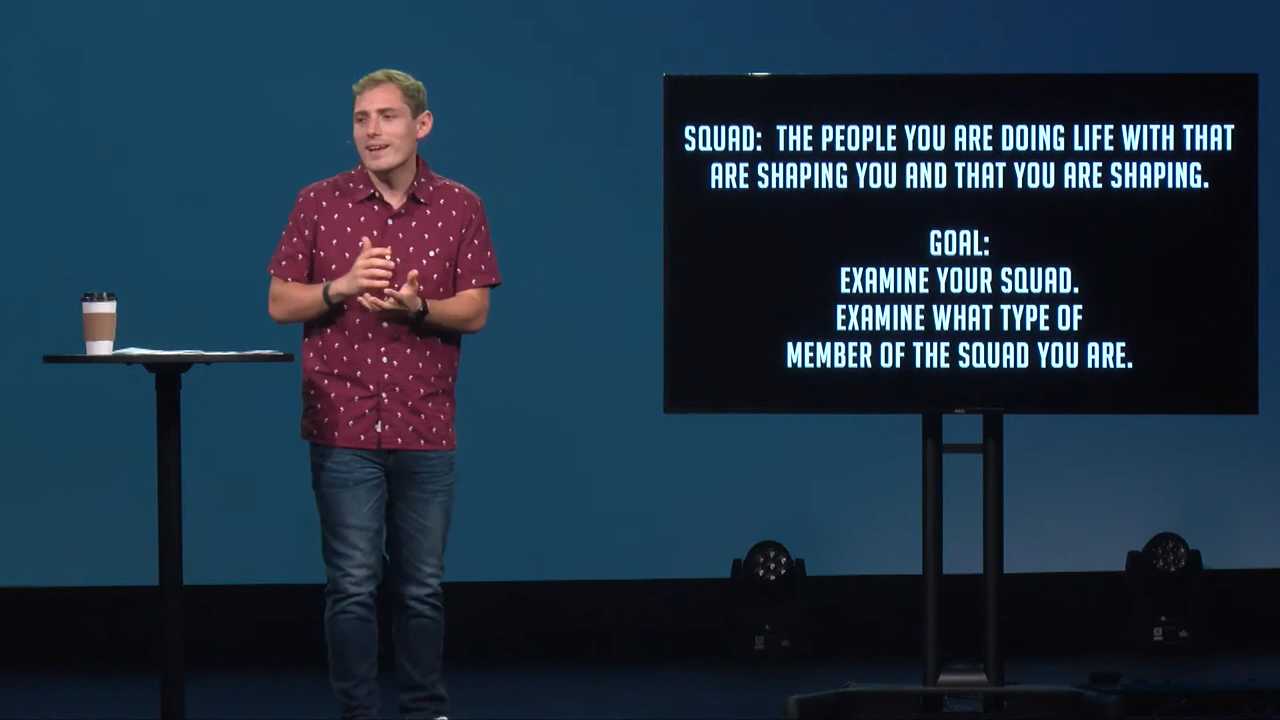 SQUAD: THE PEOPLE YOU ARE DOING LIFE WITH THAT
ARE SHAPING YOU AND THAT YOU ARE SHAPING.
GOAL:
EXAMINE YOUR SQUAD.
EXAMINE WHAT TYPE OF
MEMBER OF THE SQUAD YOU ARE.